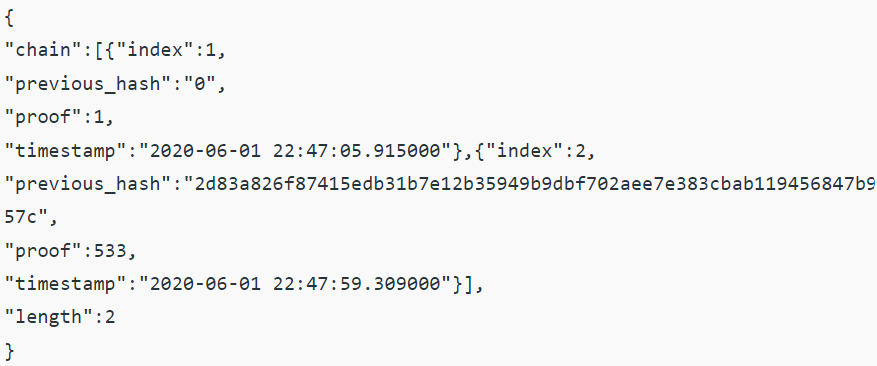 {
"chain":[{"index":1,
"previous_hash":"0",
"proof":1,
"timestamp":"2020-06-01 22:47:05.915000"},{"index":2,
"previous_hash":"2d83a826f87415edb31b7e12b35949b9dbf702aee7e383cbab119456847b9
57c",
"proof":533,
"timestamp":"2020-06-01 22:47:59.309000"}],
"length":2
}